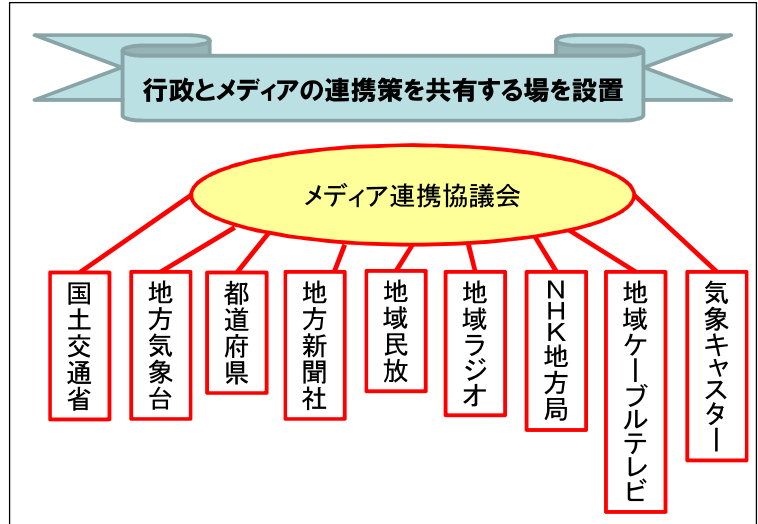 行政とメディアの連携策を共有する場を設置
メディア連携協議会
国土交通省
地方気象台
都道府県
地方新聞社
地域民放
地域ラジオ
NHK地方局
地域ケーブルテレビ
気象キャスター